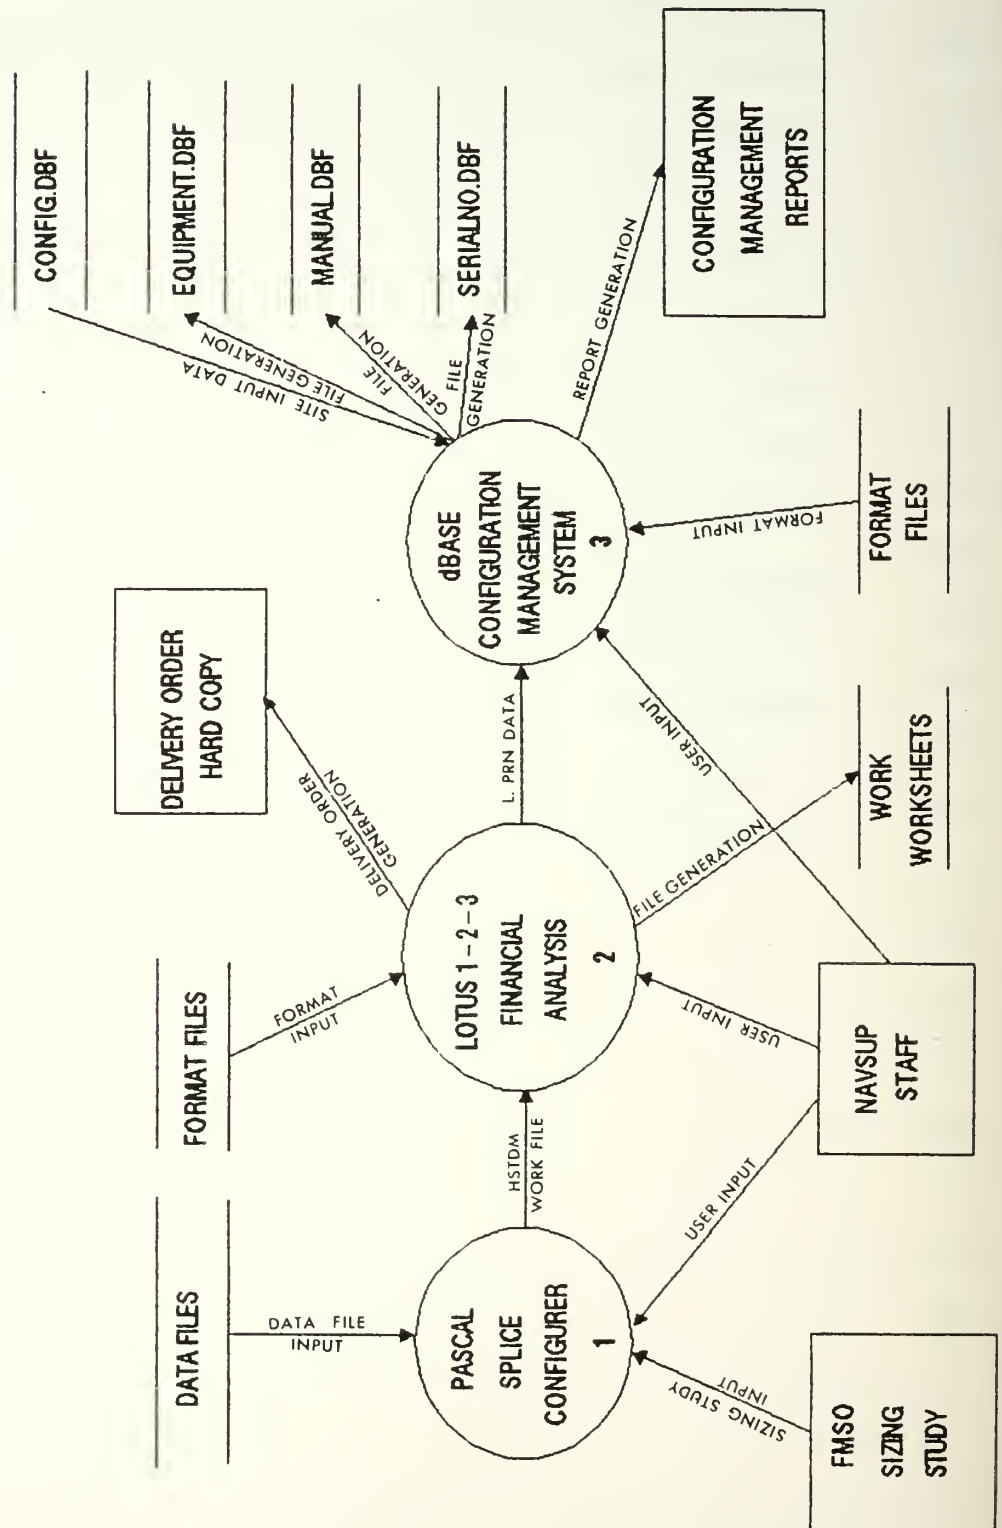 CONFIG.DBF
EQUIPMENT.DBF
MANUAL.DBF
SERIALNO.DBF
SITE INPUT DATA
FILE GENERATION
FILE
GENERATION
FILE
GENERATION
REPORT GENERATION
CONFIGURATION
MANAGEMENT
REPORTS
dBASE
CONFIGURATION
MANAGEMENT
SYSTEM
3
FORMAT INPUT
FORMAT
FILES
DELIVERY ORDER
HARD COPY
DELIVERY ORDER
GENERATION
L. PRN DATA
USER INPUT
FORMAT FILES
FORMAT
INPUT
LOTUS 1-2-3
FINANCIAL
ANALYSIS
2
FILE GENERATION
WORK
WORKSHEETS
USER INPUT
NAVSUP
STAFF
HSTDM
WORK FILE
USER INPUT
DATA FILES
DATA FILE
INPUT
PASCAL
SPLICE
CONFIGURER
1
SIZING STUDY
INPUT
FMSO
SIZING
STUDY